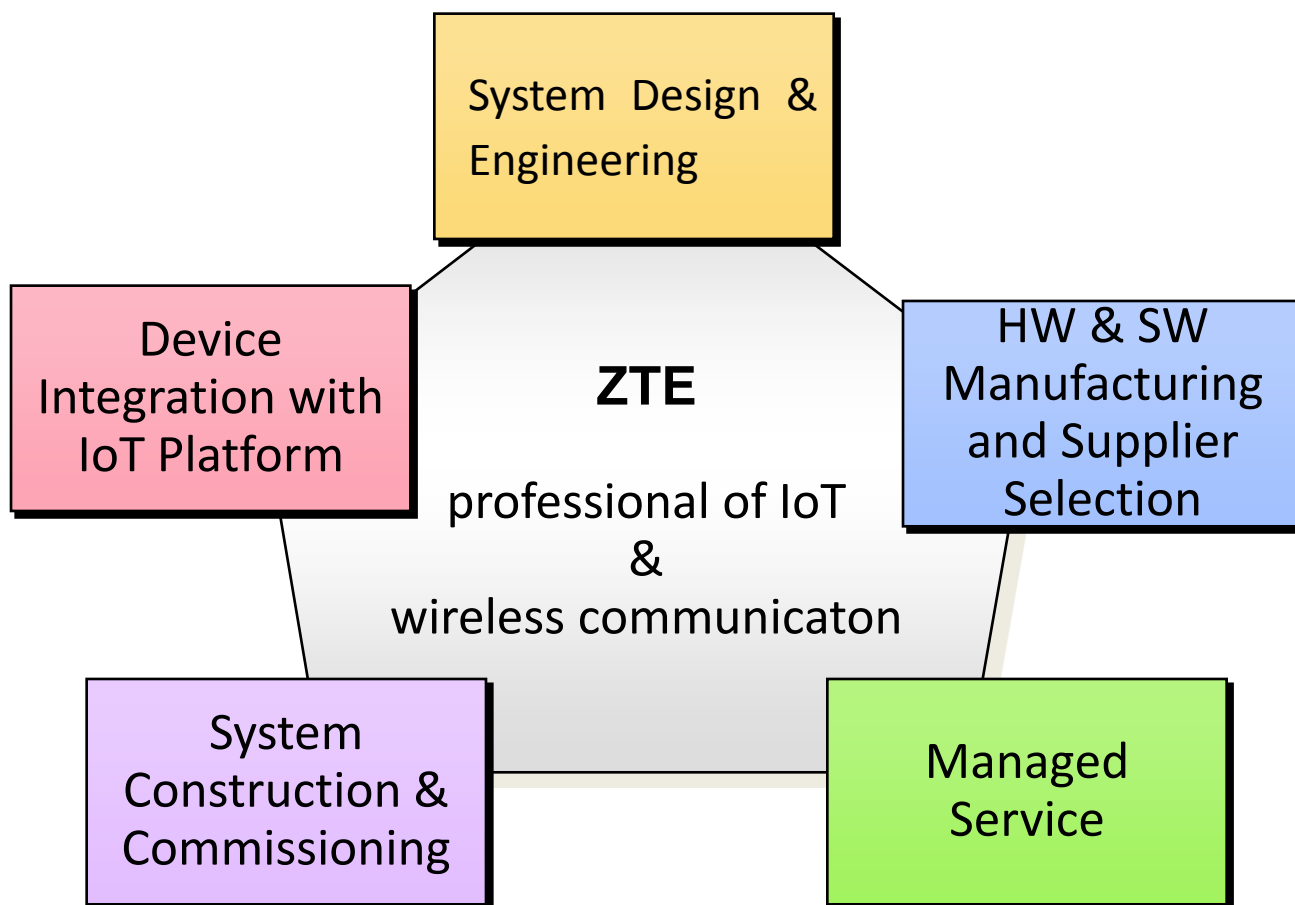 System Design &
Engineering
Device
Integration with
IoT Platform
HW & SW
Manufacturing
and Supplier
Selection
ZTE
professional of IoT
&
wireless communicaton
System
Construction &
Commissioning
Managed
Service